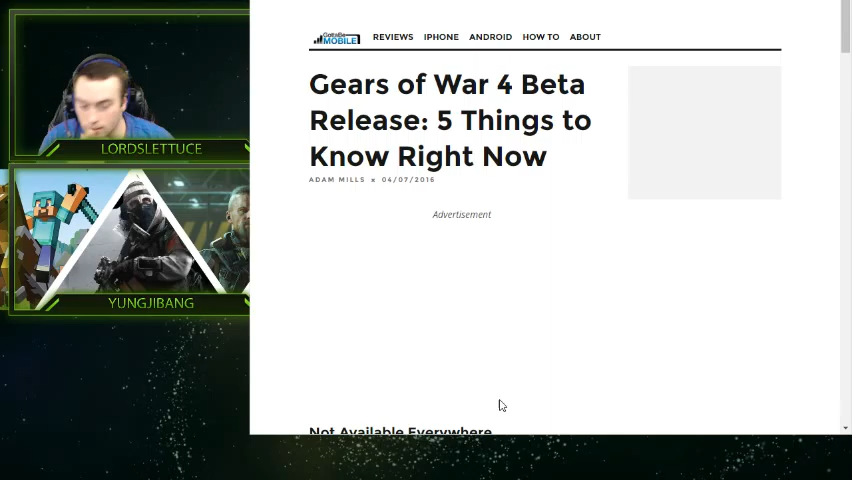 GottaBe
MOBILE
REVIEWS IPHONE ANDROID HOW TO ABOUT
Gears of War 4 Beta
Release: 5 Things to
Know Right Now
ADAM MILLS × 04/07/2016
Advertisement
Not Available Everywhere
LORDSLETTUCE
YUNGJIBANG